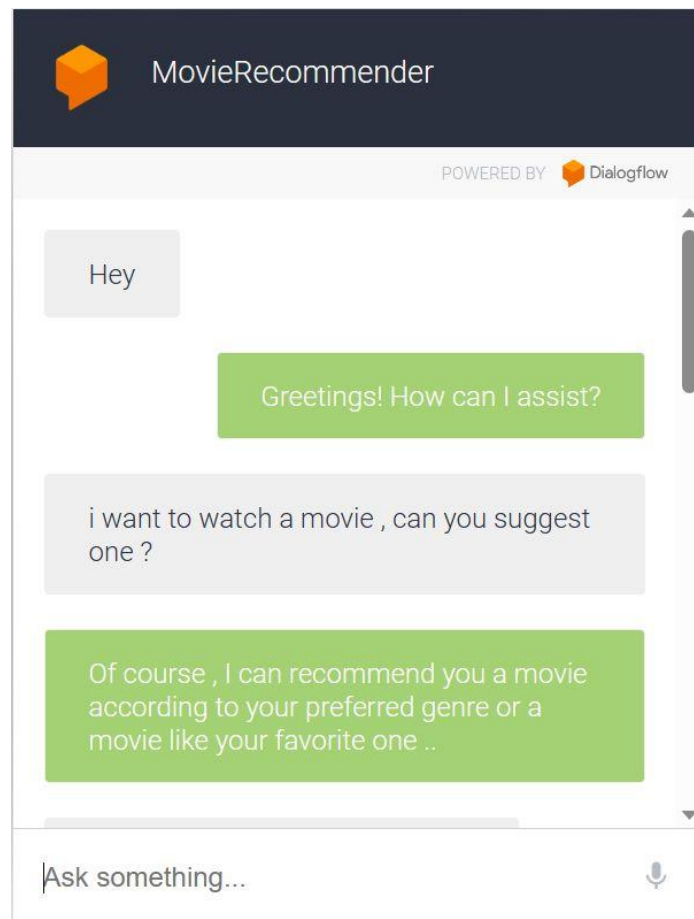 MovieRecommender
POWERED BY Dialogflow
Hey
Greetings! How can I assist?
i want to watch a movie , can you suggest
one ?
Of course , I can recommend you a movie
according to your preferred genre or a
movie like your favorite one ..
Ask something...